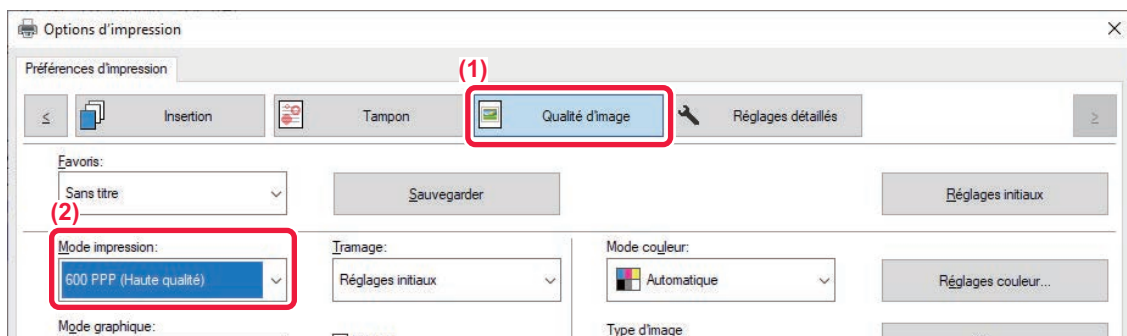 Options d'impression
Préférences d'impression
(1)
< Insertion Tampon Qualité d'image Réglages détaillés >
Favoris:
Sans titre Sauvegarder Réglages initiaux
(2)
Mode impression: Tramage: Mode couleur:
600 PPP (Haute qualité) Réglages initiaux Automatique Réglages couleur...
Mode graphique: Type d'image